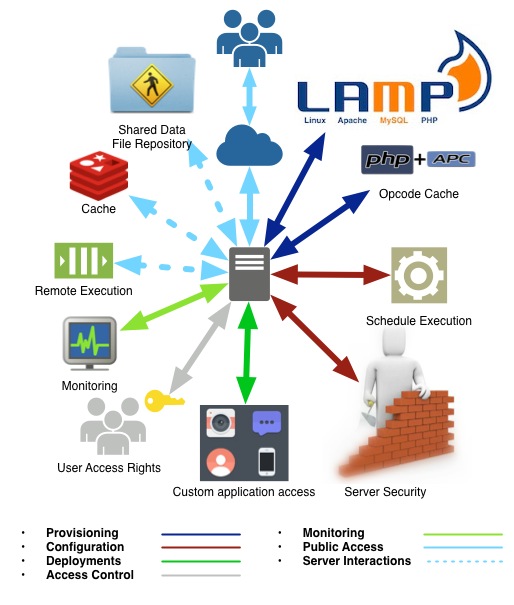 LAMP
Linux Apache MySQL PHP
Shared Data
File Repository
php + APC
Opcode Cache
Cache
Remote Execution
Schedule Execution
Monitoring
User Access Rights
Custom application access
Server Security
• Provisioning
• Configuration
• Deployments
• Access Control
• Monitoring
• Public Access
• Server Interactions